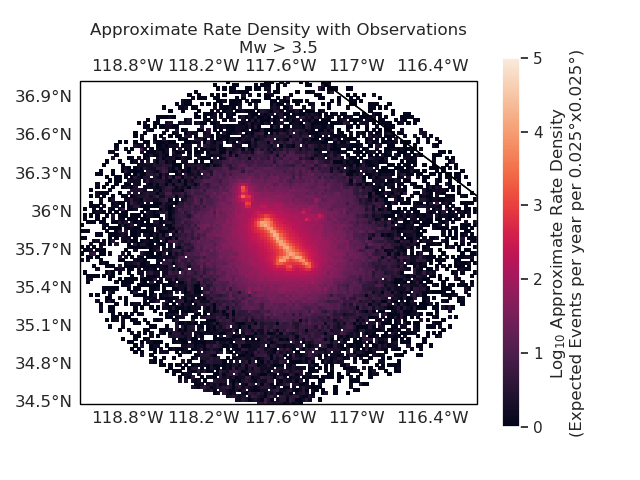 Approximate Rate Density with Observations
Mw > 3.5
118.8°W 118.2°W 117.6°W 117°W 116.4°W
36.9°N
36.6°N
36.3°N
36°N
35.7°N
35.4°N
35.1°N
34.8°N
34.5°N
118.8°W 118.2°W 117.6°W 117°W 116.4°W
5
4
3
2
1
0
Log₁₀ Approximate Rate Density
(Expected Events per year per 0.025°x0.025°)